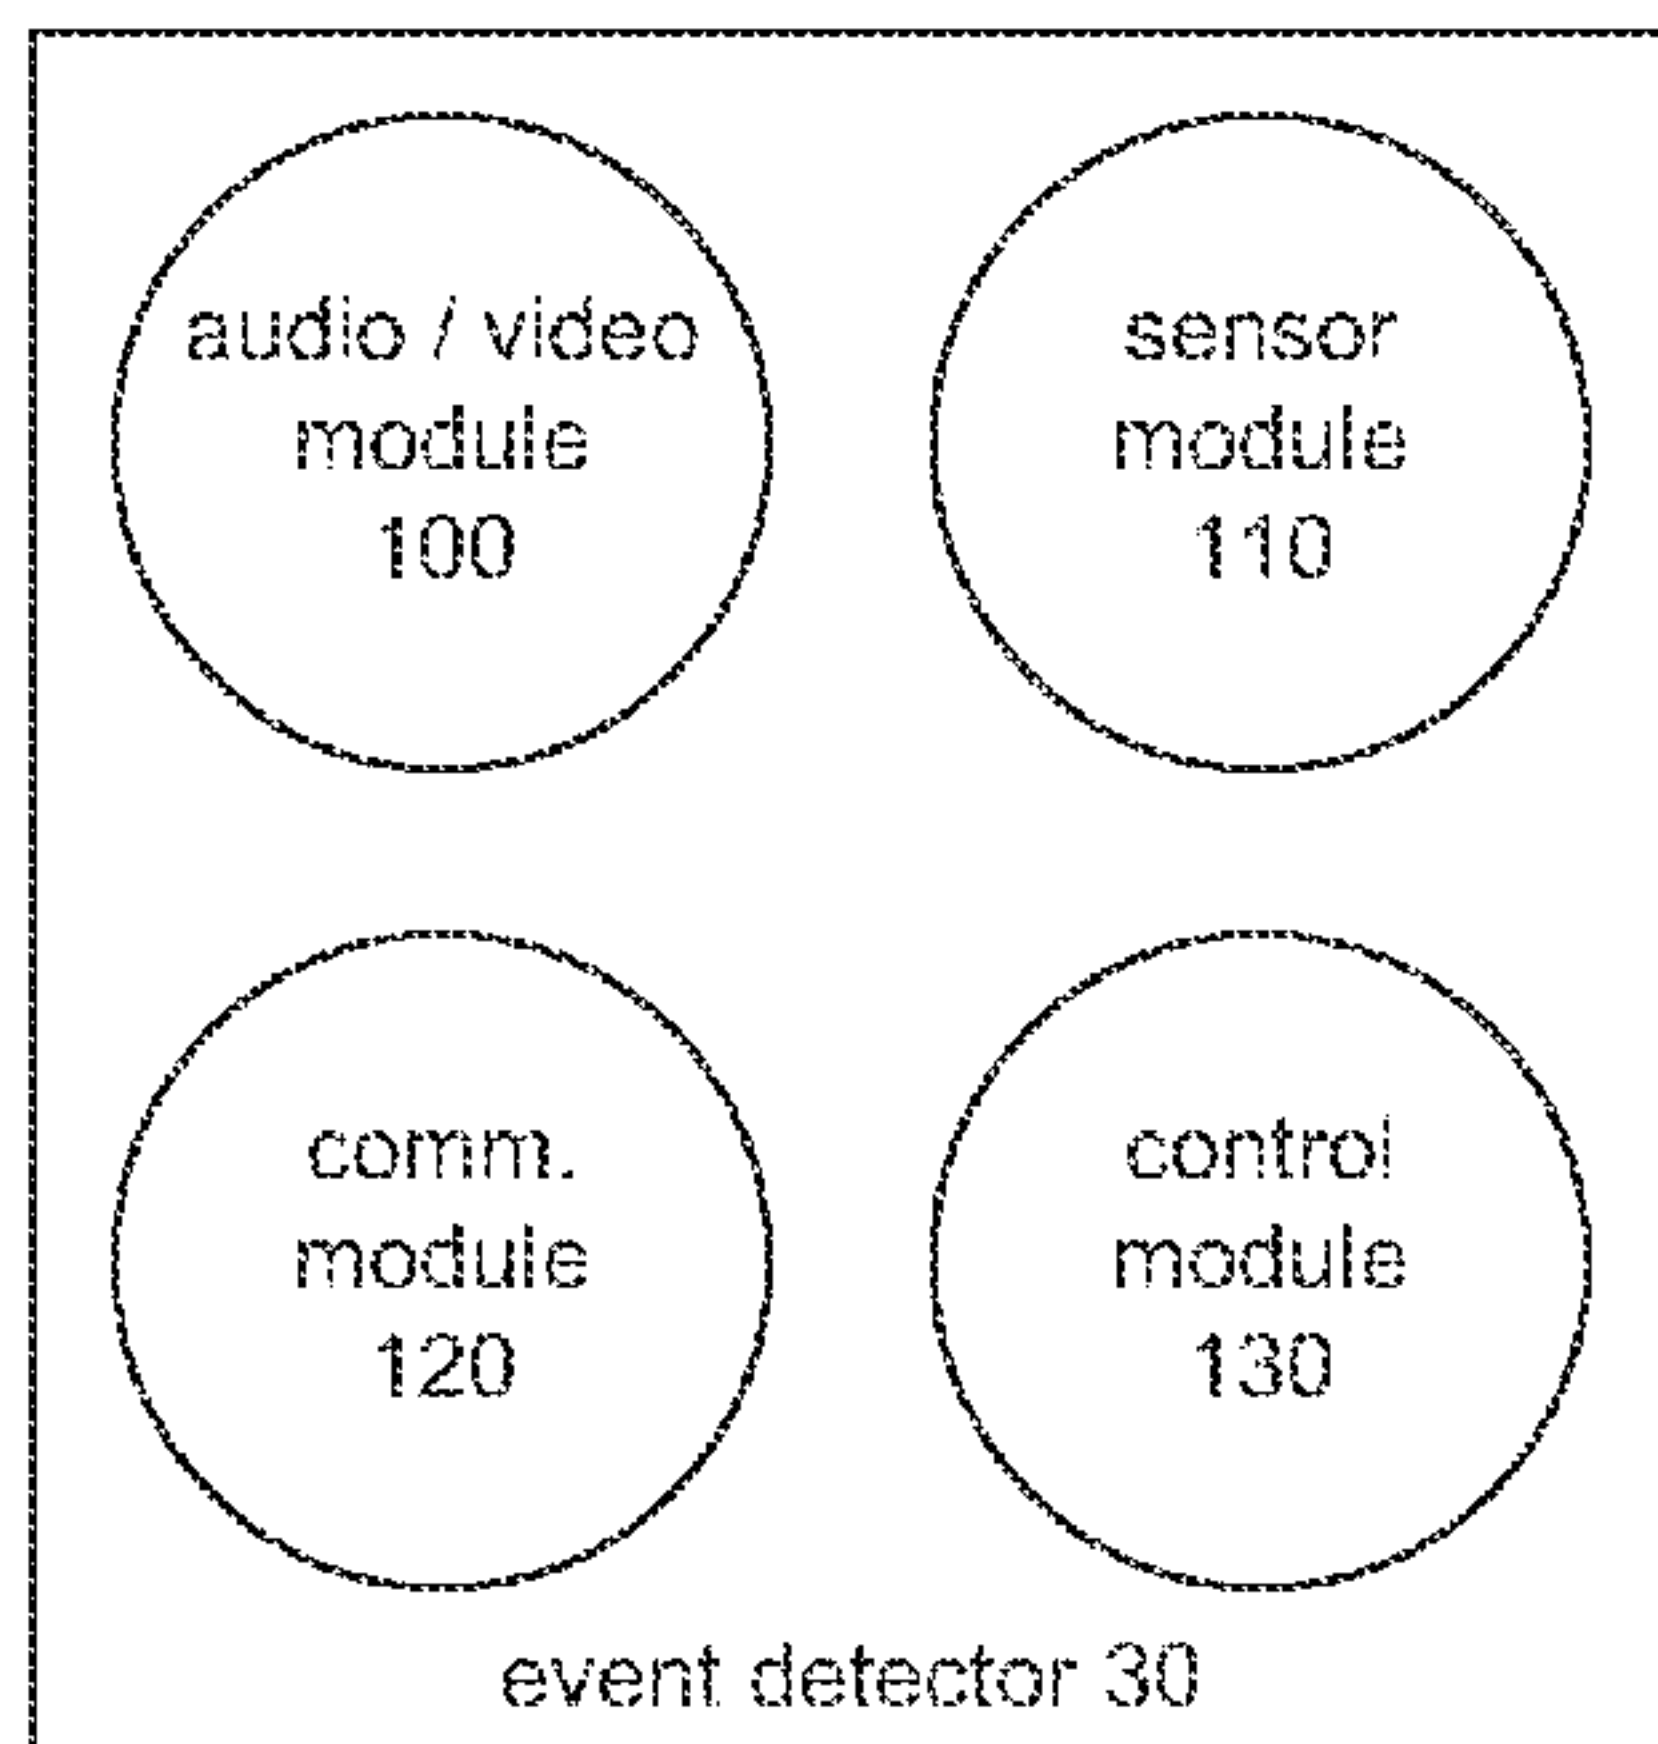 audio / video
module
100
sensor
module
110
comm.
module
120
control
module
130
event detector 30